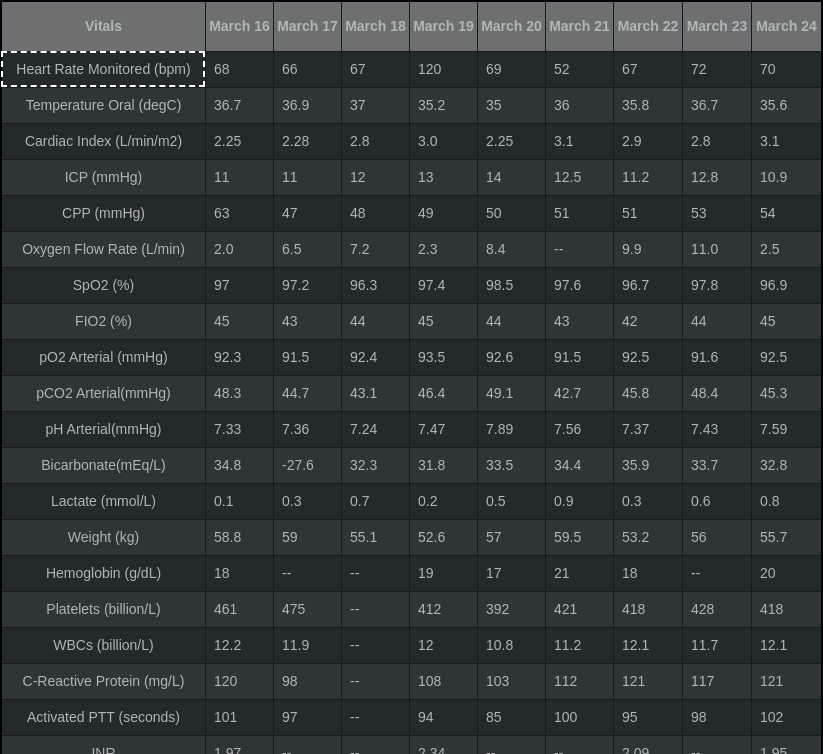 Vitals March 16 March 17 March 18 March 19 March 20 March 21 March 22 March 23 March 24
Heart Rate Monitored (bpm) 68 66 67 120 69 52 67 72 70
Temperature Oral (degC) 36.7 36.9 37 35.2 35 36 35.8 36.7 35.6
Cardiac Index (L/min/m2) 2.25 2.28 2.8 3.0 2.25 3.1 2.9 2.8 3.1
ICP (mmHg) 11 11 12 13 14 12.5 11.2 12.8 10.9
CPP (mmHg) 63 47 48 49 50 51 51 53 54
Oxygen Flow Rate (L/min) 2.0 6.5 7.2 2.3 8.4 -- 9.9 11.0 2.5
SpO2 (%) 97 97.2 96.3 97.4 98.5 97.6 96.7 97.8 96.9
FIO2 (%) 45 43 44 45 44 43 42 44 45
pO2 Arterial (mmHg) 92.3 91.5 92.4 93.5 92.6 91.5 92.5 91.6 92.5
pCO2 Arterial(mmHg) 48.3 44.7 43.1 46.4 49.1 42.7 45.8 48.4 45.3
pH Arterial(mmHg) 7.33 7.36 7.24 7.47 7.89 7.56 7.37 7.43 7.59
Bicarbonate(mEq/L) 34.8 -27.6 32.3 31.8 33.5 34.4 35.9 33.7 32.8
Lactate (mmol/L) 0.1 0.3 0.7 0.2 0.5 0.9 0.3 0.6 0.8
Weight (kg) 58.8 59 55.1 52.6 57 59.5 53.2 56 55.7
Hemoglobin (g/dL) 18 -- -- 19 17 21 18 -- 20
Platelets (billion/L) 461 475 -- 412 392 421 418 428 418
WBCs (billion/L) 12.2 11.9 -- 12 10.8 11.2 12.1 11.7 12.1
C-Reactive Protein (mg/L) 120 98 -- 108 103 112 121 117 121
Activated PTT (seconds) 101 97 -- 94 85 100 95 98 102
INR 1.97 -- -- 2.34 -- -- 2.09 -- 1.95